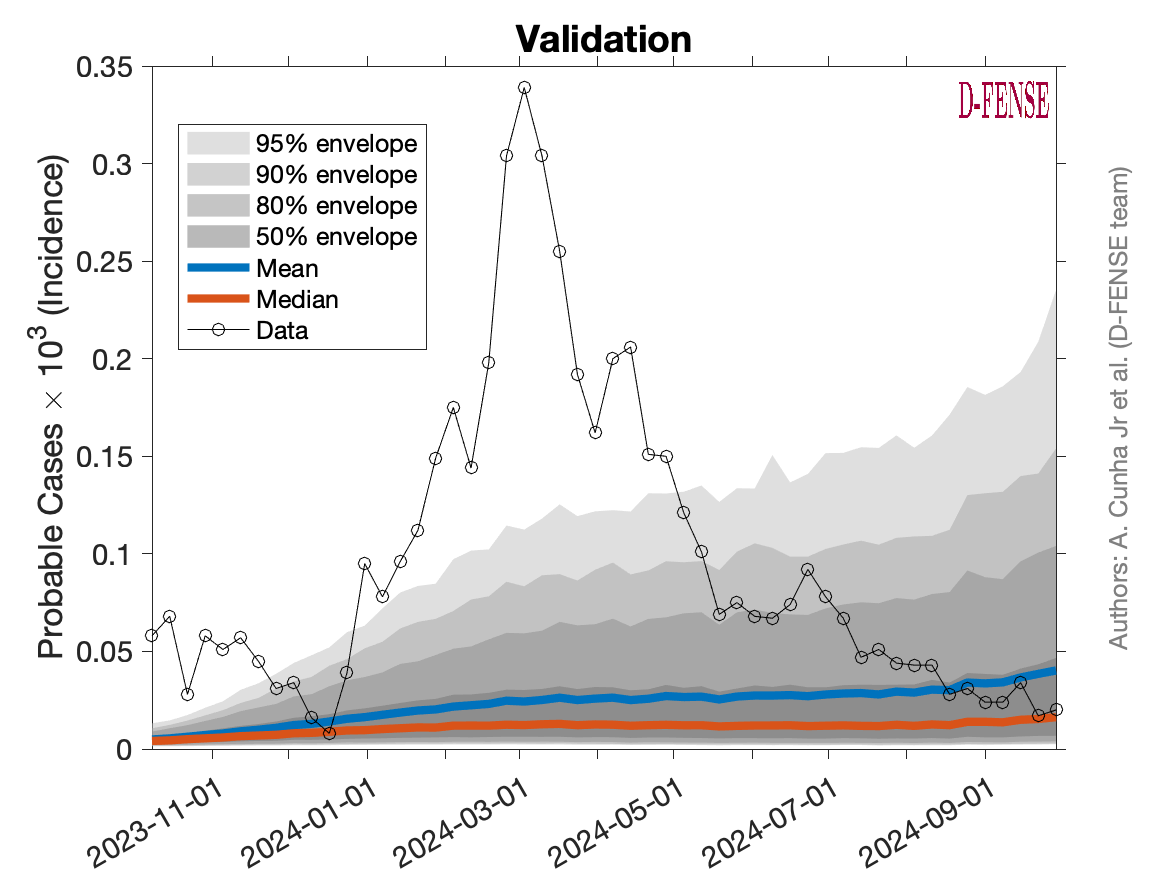 Validation
D-FENSE
95% envelope
90% envelope
80% envelope
50% envelope
Mean
Median
Data
Probable Cases × 10³ (Incidence)
0.35
0.3
0.25
0.2
0.15
0.1
0.05
0
2023-11-01
2024-01-01
2024-03-01
2024-05-01
2024-07-01
2024-09-01
Authors: A. Cunha Jr et al. (D-FENSE team)